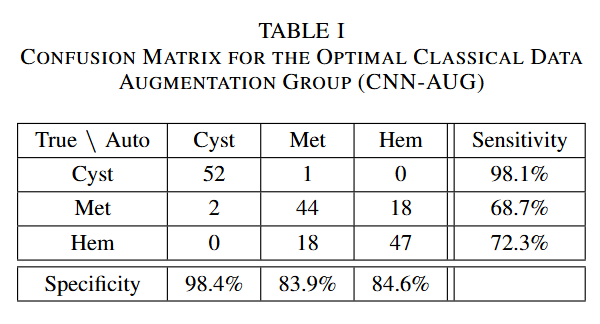 TABLE I
CONFUSION MATRIX FOR THE OPTIMAL CLASSICAL DATA
AUGMENTATION GROUP (CNN-AUG)
True \ Auto Cyst Met Hem Sensitivity
Cyst 52 1 0 98.1%
Met 2 44 18 68.7%
Hem 0 18 47 72.3%
Specificity 98.4% 83.9% 84.6%